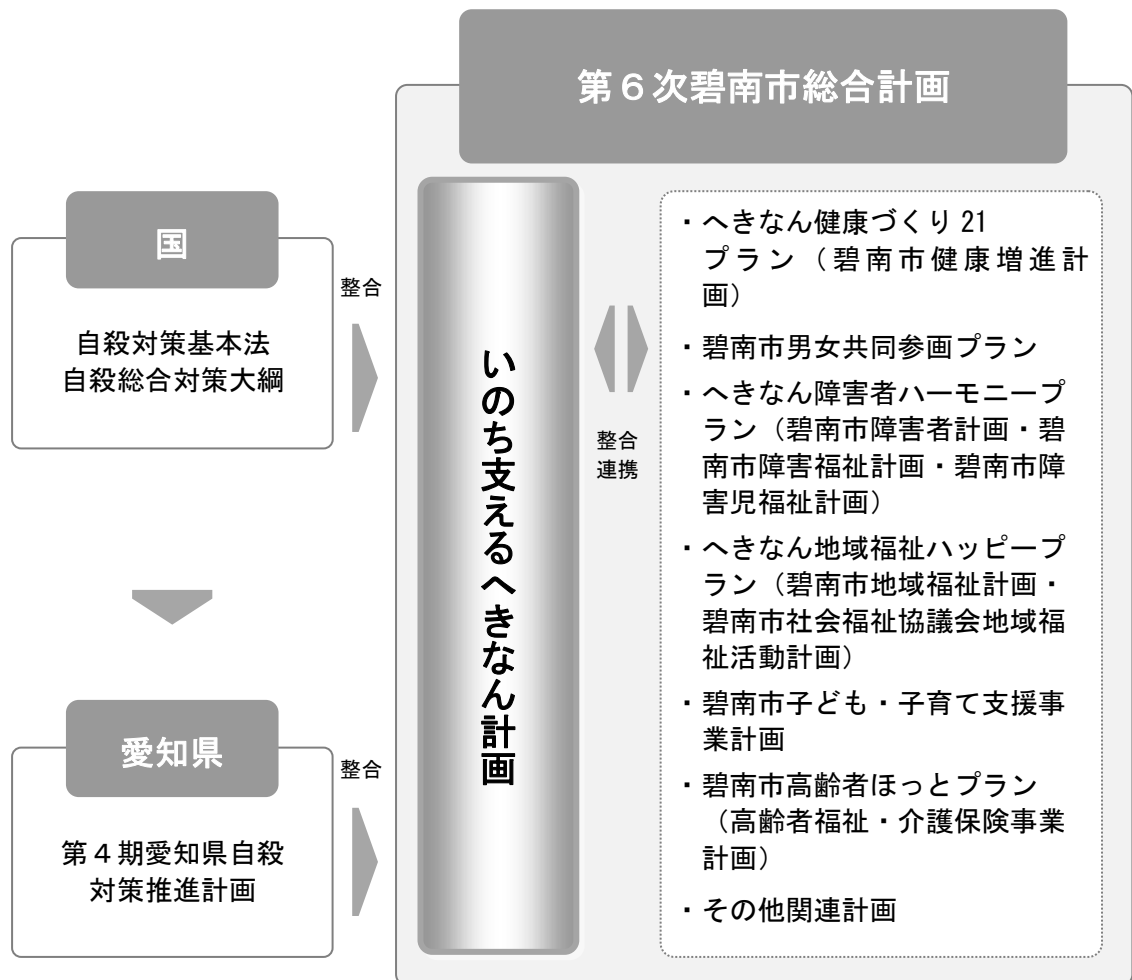 第６次碧南市総合計画
国
自殺対策基本法
自殺総合対策大綱
整合
愛知県
第４期愛知県自殺
対策推進計画
整合
いのち支えるへきなん計画
整合
連携
・へきなん健康づくり21
プラン（碧南市健康増進計
画）
・碧南市男女共同参画プラン
・へきなん障害者ハーモニープ
ラン（碧南市障害者計画・碧
南市障害福祉計画・碧南市障
害児福祉計画）
・へきなん地域福祉ハッピープ
ラン（碧南市地域福祉計画・
碧南市社会福祉協議会地域福
祉活動計画）
・碧南市子ども・子育て支援事
業計画
・碧南市高齢者ほっとプラン
（高齢者福祉・介護保険事業
計画）
・その他関連計画